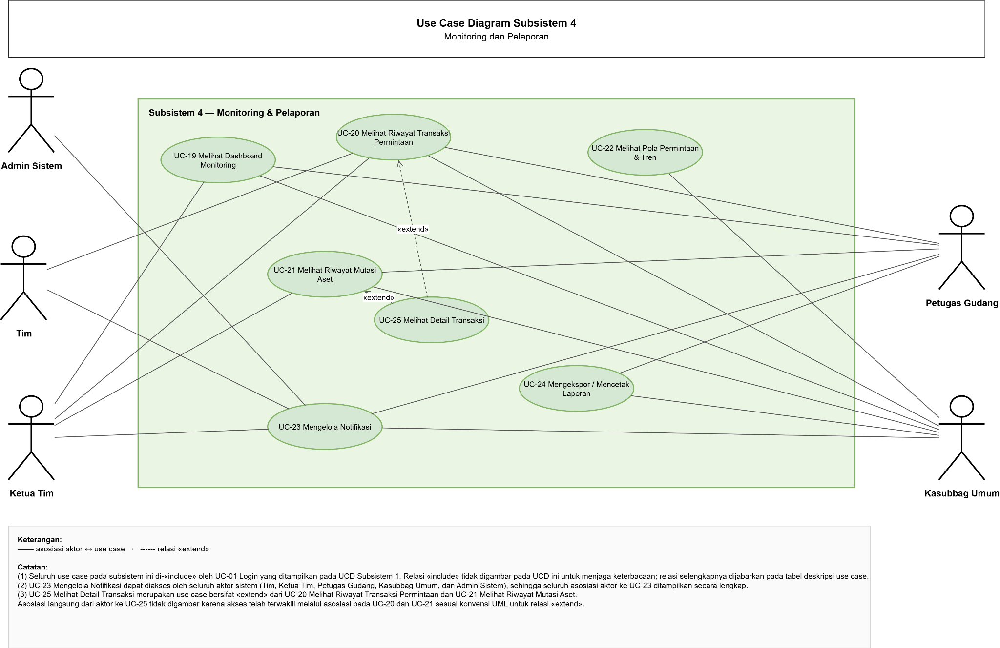 Use Case Diagram Subsistem 4
Monitoring dan Pelaporan
Admin Sistem
Tim
Ketua Tim
Subsistem 4 — Monitoring & Pelaporan
UC-19 Melihat Dashboard
Monitoring
UC-20 Melihat Riwayat Transaksi
Permintaan
UC-22 Melihat Pola Permintaan
& Tren
«extend»
UC-21 Melihat Riwayat Mutasi
Aset
«extend»
UC-25 Melihat Detail Transaksi
UC-24 Mengekspor / Mencetak
Laporan
UC-23 Mengelola Notifikasi
Petugas Gudang
Kasubbag Umum
Keterangan:
—— asosiasi aktor ↔ use case · ------ relasi «extend»
Catatan:
(1) Seluruh use case pada subsistem ini di-«include» oleh UC-01 Login yang ditampilkan pada UCD Subsistem 1. Relasi «include» tidak digambar pada UCD ini untuk menjaga keterbacaan; relasi selengkapnya dijabarkan pada tabel deskripsi use case.
(2) UC-23 Mengelola Notifikasi dapat diakses oleh seluruh aktor sistem (Tim, Ketua Tim, Petugas Gudang, Kasubbag Umum, dan Admin Sistem), sehingga seluruh asosiasi aktor ke UC-23 ditampilkan secara lengkap.
(3) UC-25 Melihat Detail Transaksi merupakan use case bersifat «extend» dari UC-20 Melihat Riwayat Transaksi Permintaan dan UC-21 Melihat Riwayat Mutasi Aset.
Asosiasi langsung dari aktor ke UC-25 tidak digambar karena akses telah terwakili melalui asosiasi pada UC-20 dan UC-21 sesuai konvensi UML untuk relasi «extend».